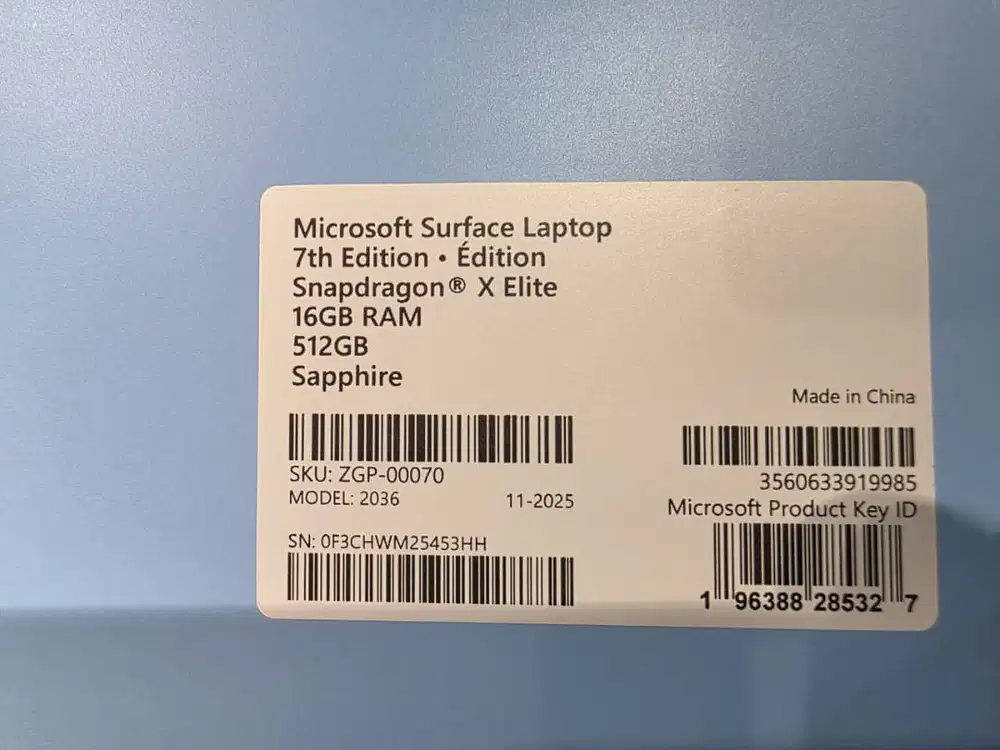 Microsoft Surface Laptop
7th Edition • Édition
Snapdragon® X Elite
16GB RAM
512GB
Sapphire
Made in China
SKU: ZGP-00070
MODEL: 2036 11-2025
3560633919985
Microsoft Product Key ID
SN: 0F3CHWM25453HH
1 96388 28532 7